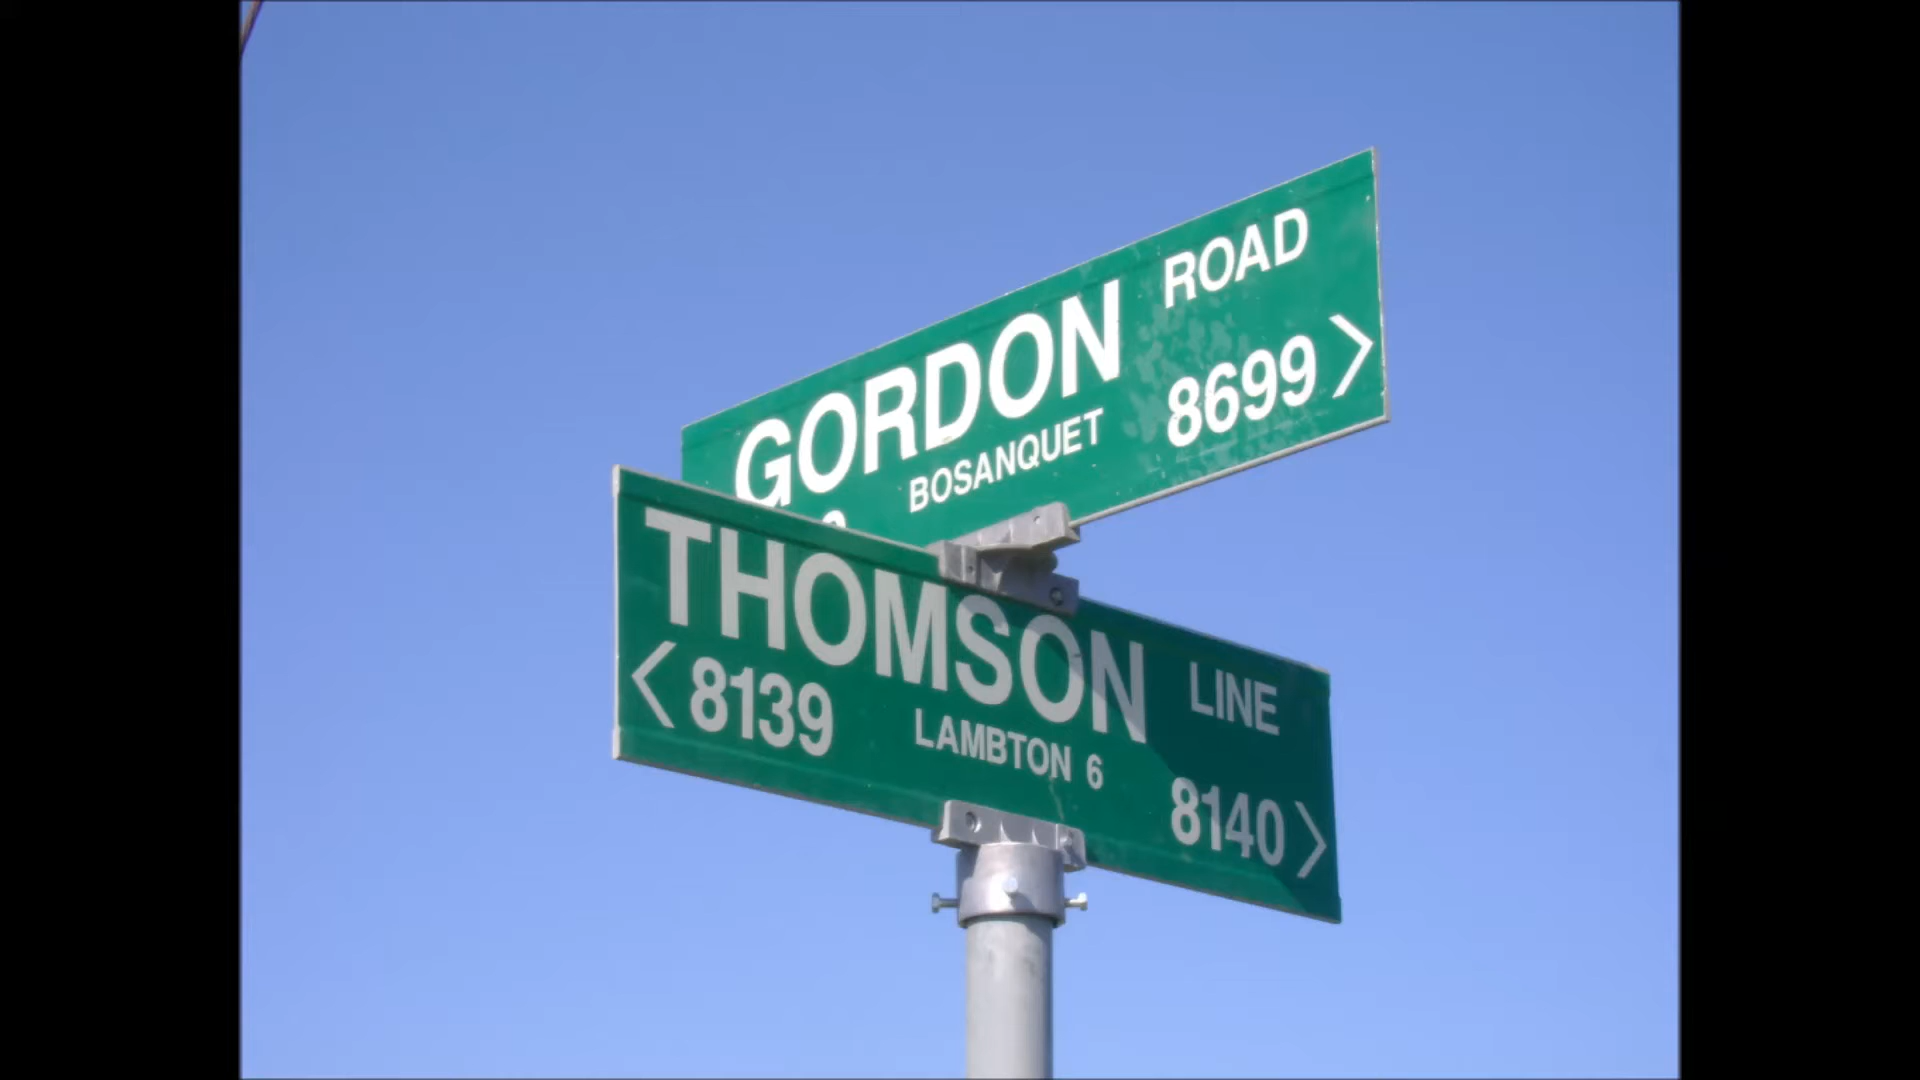 GORDON ROAD
BOSANQUET 8699 >
THOMSON LINE
< 8139 LAMBTON 6 8140 >